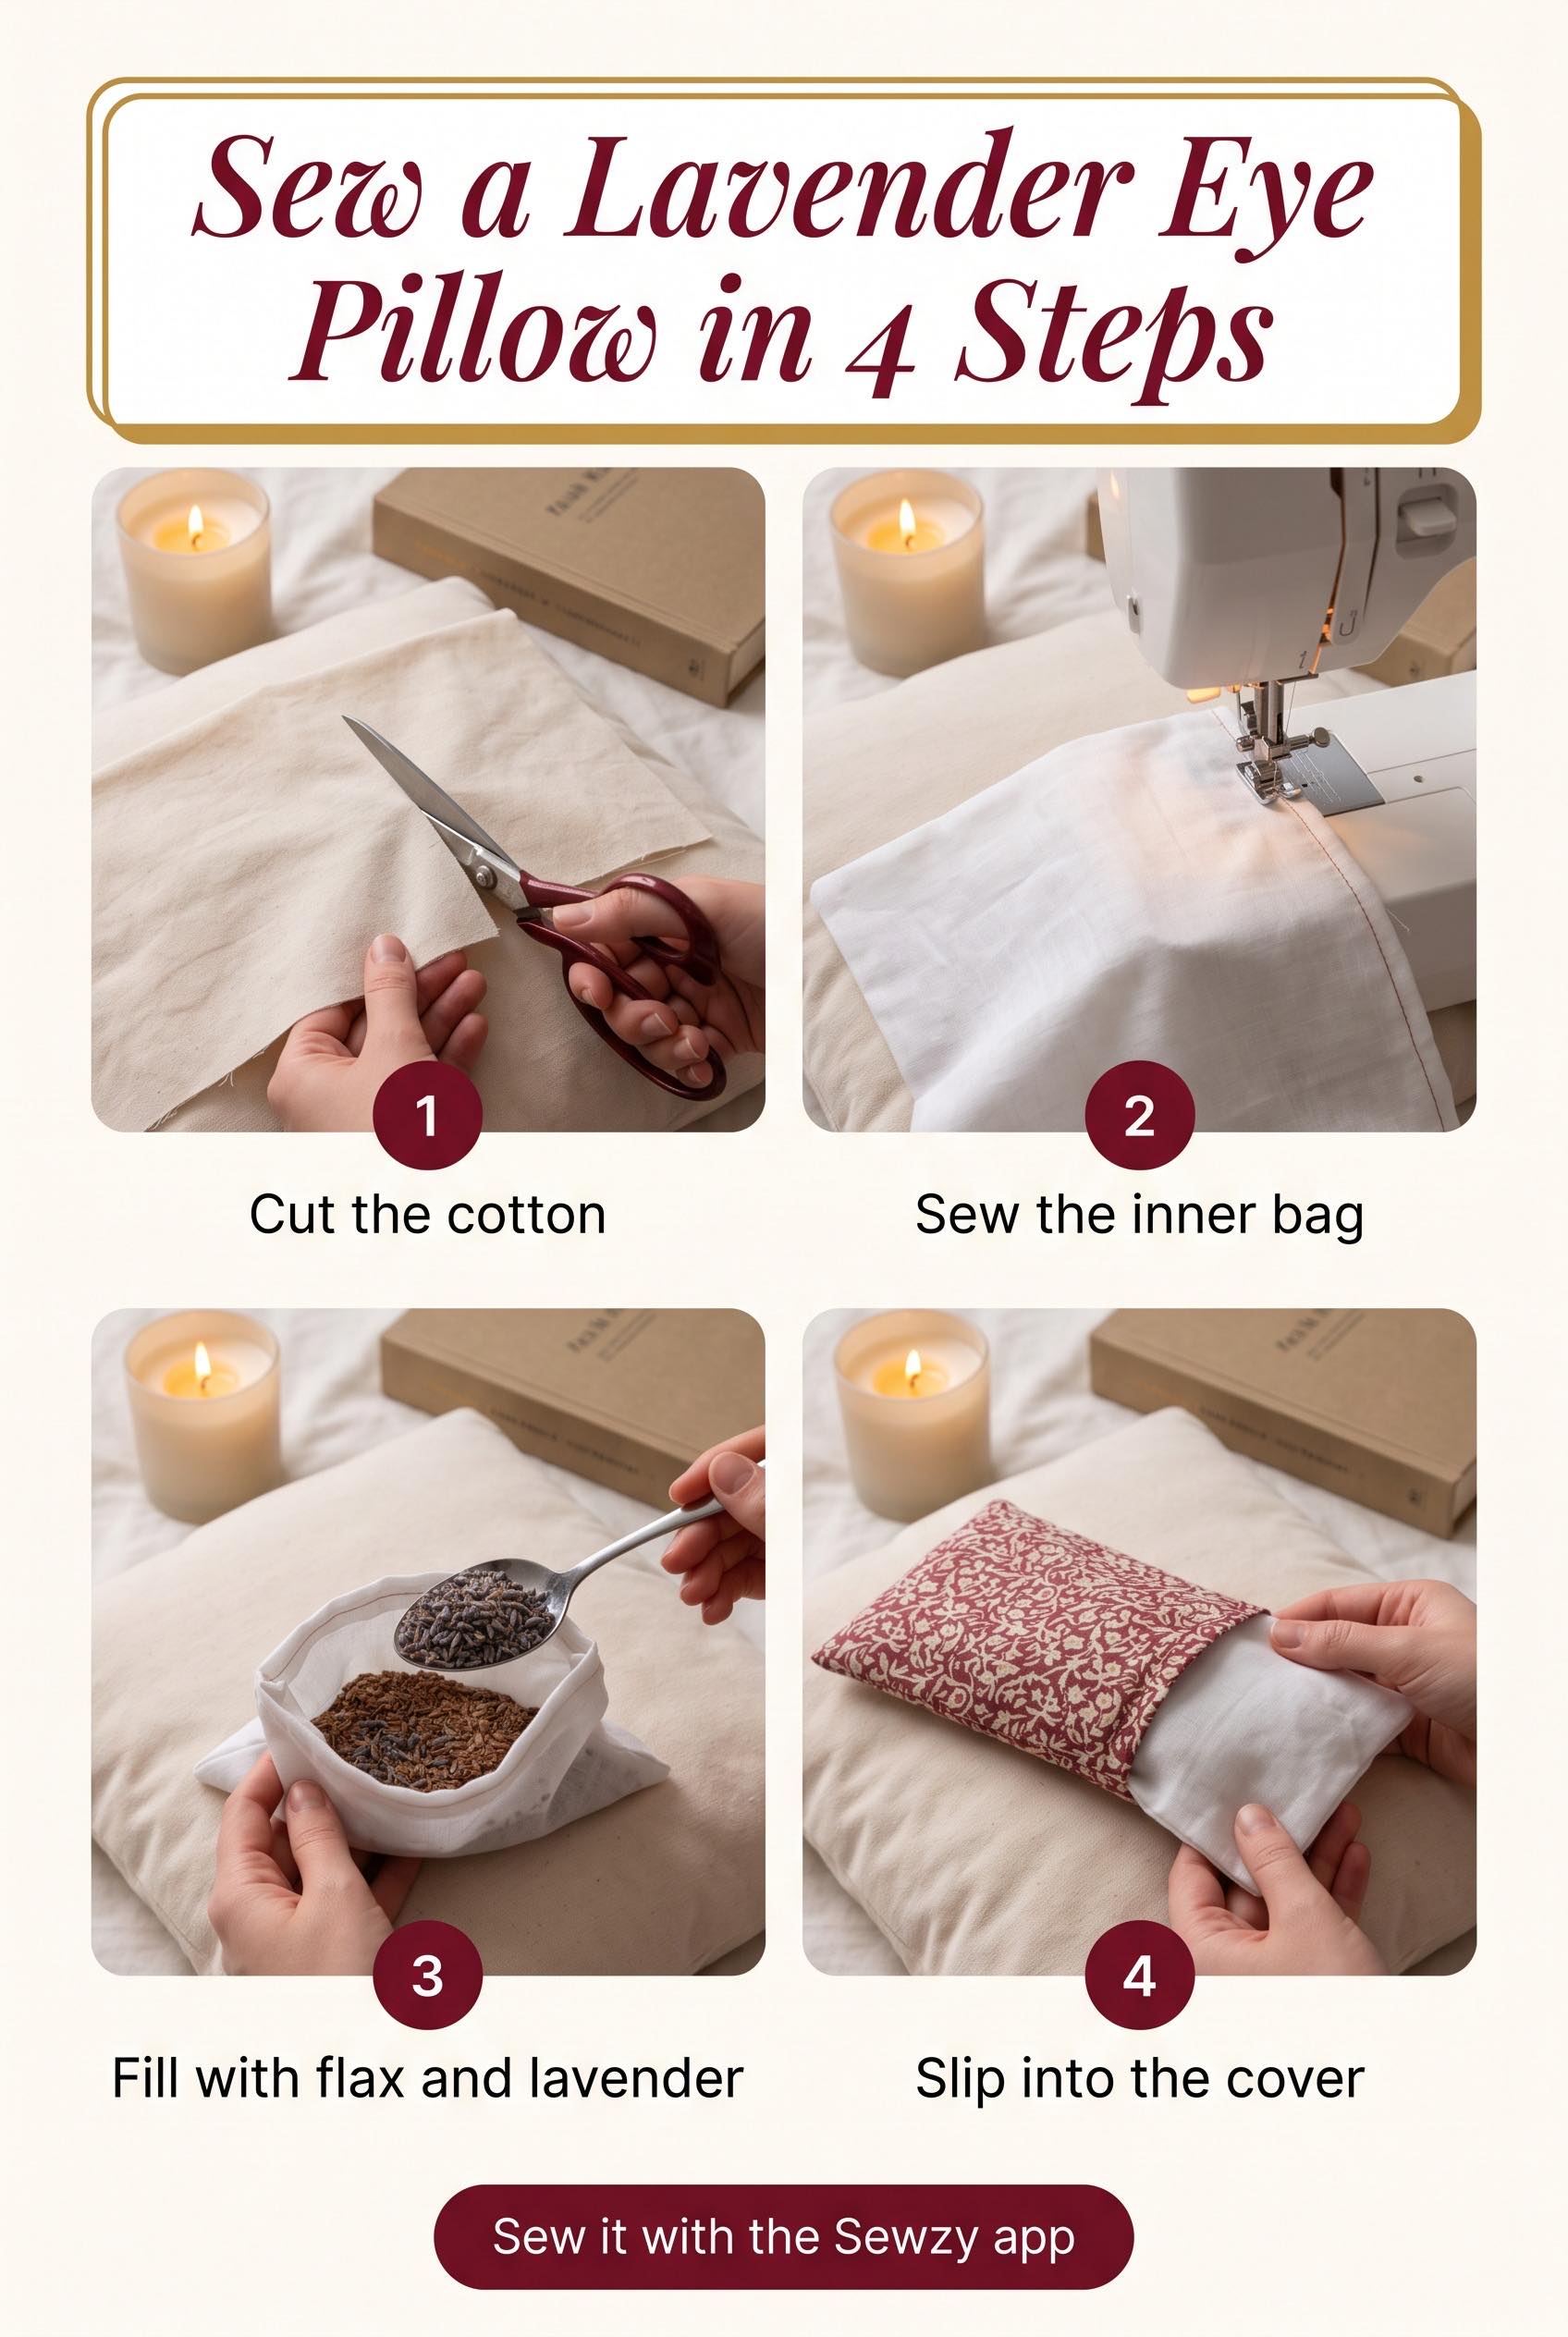 Sew a Lavender Eye
Pillow in 4 Steps
1
Cut the cotton
2
Sew the inner bag
3
Fill with flax and lavender
4
Slip into the cover
Sew it with the Sewzy app